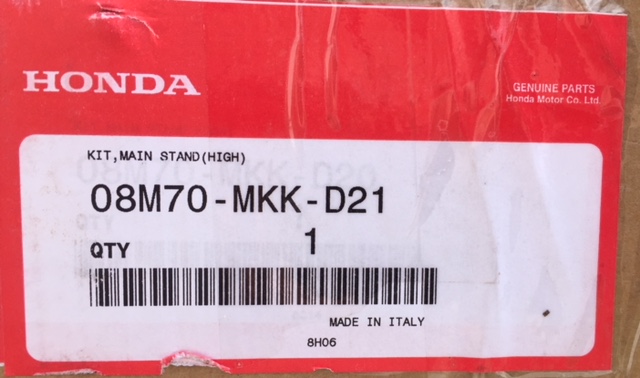 HONDA
GENUINE PARTS
Honda Motor Co. Ltd.
KIT,MAIN STAND(HIGH)
08M70-MKK-D21
QTY 1
MADE IN ITALY
8H06